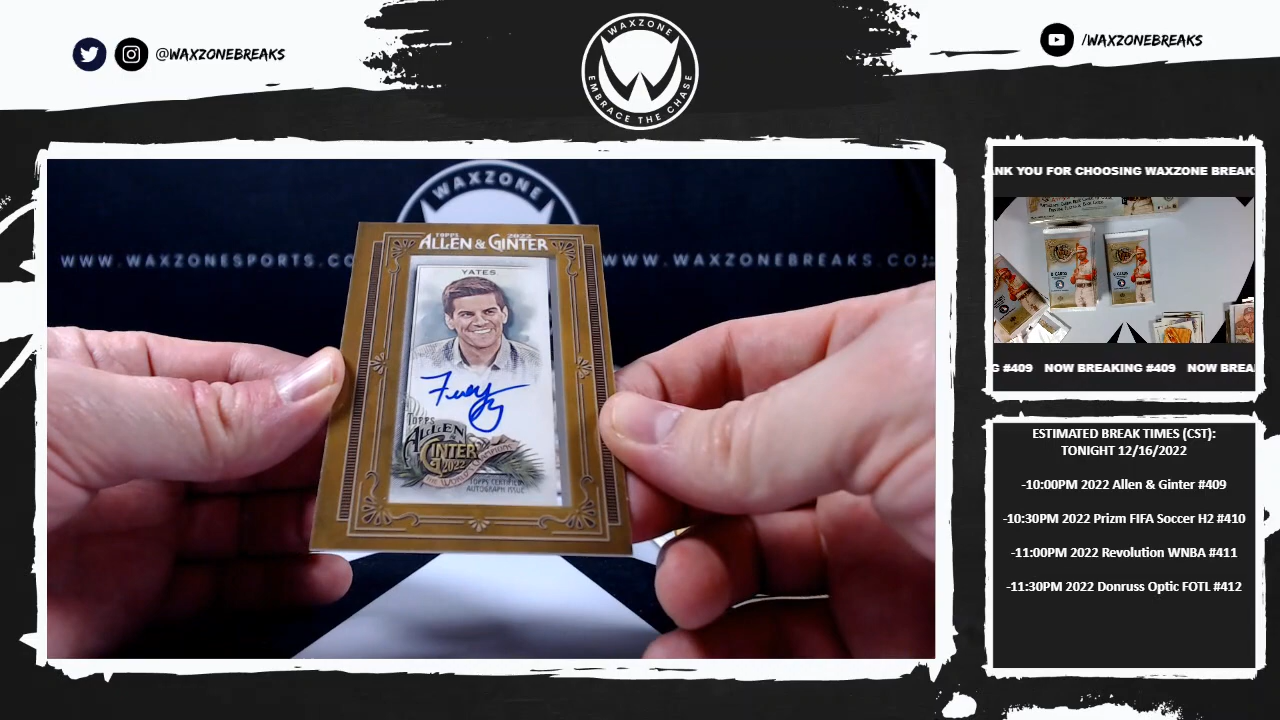 @WAXZONEBREAKS
WAXZONE
EMBRACE THE CHASE
/WAXZONEBREAKS
WAXZONE
WWW.WAXZONESPORTS.CO
WWW.WAXZONEBREAKS.CO
TOPPS 2022
ALLEN & GINTER
YATES
TOPPS
ALLEN
GINTER
2022
TOPPS CERTIFIED
AUTOGRAPH ISSUE
NK YOU FOR CHOOSING WAXZONE BREAK
G #409 NOW BREAKING #409 NOW BREA
ESTIMATED BREAK TIMES (CST):
TONIGHT 12/16/2022
-10:00PM 2022 Allen & Ginter #409
-10:30PM 2022 Prizm FIFA Soccer H2 #410
-11:00PM 2022 Revolution WNBA #411
-11:30PM 2022 Donruss Optic FOTL #412